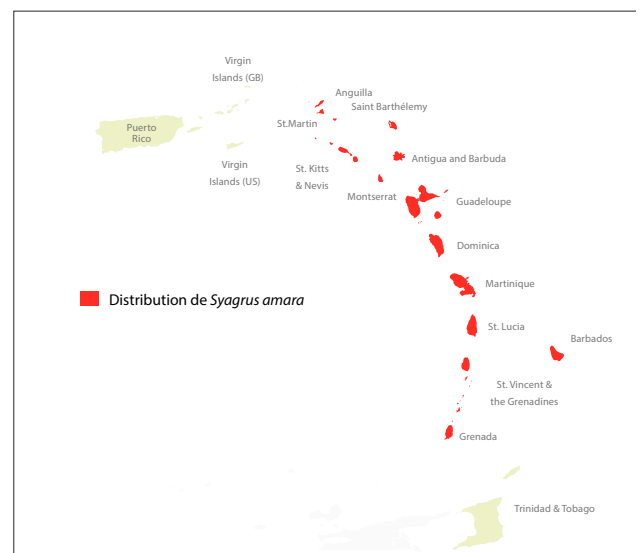 Virgin
Islands (GB)
Anguilla
Saint Barthélemy
Puerto
Rico
St.Martin
Virgin
Islands (US)
St. Kitts
& Nevis
Antigua and Barbuda
Montserrat
Guadeloupe
Dominica
Martinique
Distribution de Syagrus amara
St. Lucia
Barbados
St. Vincent &
the Grenadines
Grenada
Trinidad & Tobago